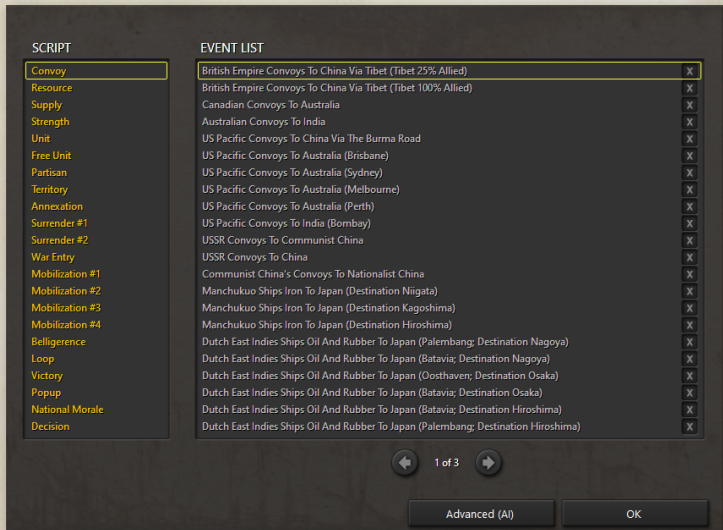 SCRIPT
Convoy
Resource
Supply
Strength
Unit
Free Unit
Partisan
Territory
Annexation
Surrender #1
Surrender #2
War Entry
Mobilization #1
Mobilization #2
Mobilization #3
Mobilization #4
Belligerence
Loop
Victory
Popup
National Morale
Decision
EVENT LIST
British Empire Convoys To China Via Tibet (Tibet 25% Allied) X
British Empire Convoys To China Via Tibet (Tibet 100% Allied) X
Canadian Convoys To Australia X
Australian Convoys To India X
US Pacific Convoys To China Via The Burma Road X
US Pacific Convoys To Australia (Brisbane) X
US Pacific Convoys To Australia (Sydney) X
US Pacific Convoys To Australia (Melbourne) X
US Pacific Convoys To Australia (Perth) X
US Pacific Convoys To India (Bombay) X
USSR Convoys To Communist China X
USSR Convoys To China X
Communist China's Convoys To Nationalist China X
Manchukuo Ships Iron To Japan (Destination Niigata) X
Manchukuo Ships Iron To Japan (Destination Kagoshima) X
Manchukuo Ships Iron To Japan (Destination Hiroshima) X
Dutch East Indies Ships Oil And Rubber To Japan (Palembang; Destination Nagoya) X
Dutch East Indies Ships Oil And Rubber To Japan (Batavia; Destination Nagoya) X
Dutch East Indies Ships Oil And Rubber To Japan (Oosthaven; Destination Osaka) X
Dutch East Indies Ships Oil And Rubber To Japan (Batavia; Destination Osaka) X
Dutch East Indies Ships Oil And Rubber To Japan (Batavia; Destination Hiroshima) X
Dutch East Indies Ships Oil And Rubber To Japan (Palembang; Destination Hiroshima) X
1 of 3
Advanced (AI)
OK